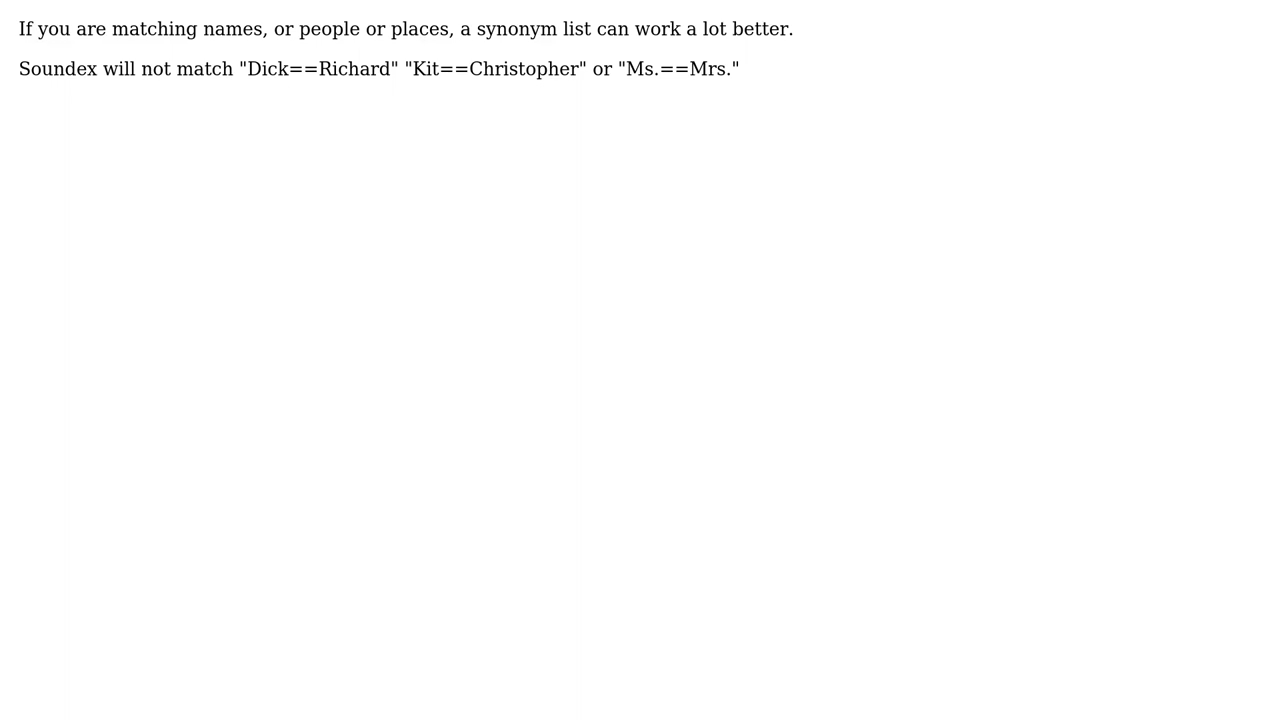 If you are matching names, or people or places, a synonym list can work a lot better.
Soundex will not match "Dick==Richard" "Kit==Christopher" or "Ms.==Mrs."